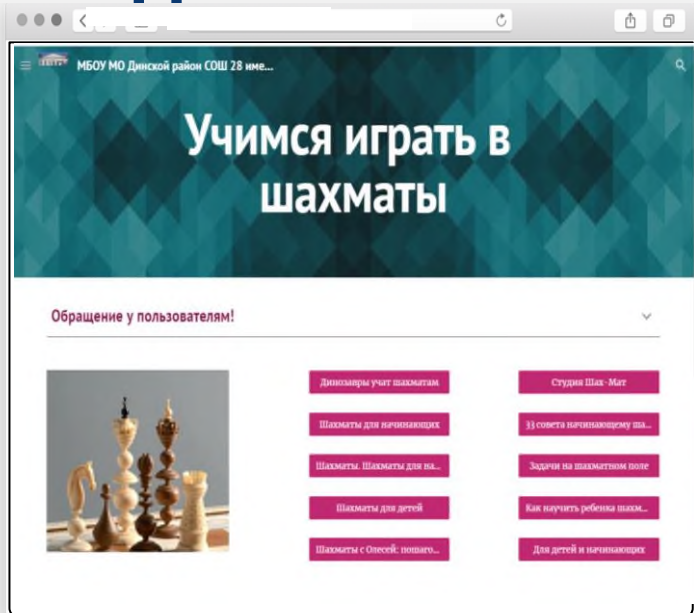 МБОУ МО Динской район СОШ 28 име...
Учимся играть в
шахматы
Обращение у пользователям!
Динозавры учат шахматам
Шахматы для начинающих
Шахматы. Шахматы для на...
Шахматы для детей
Шахматы с Олесей: пошаго...
Студия Шах-Мат
33 совета начинающему ша...
Задачи на шахматном поле
Как научить ребенка шахм...
Для детей и начинающих